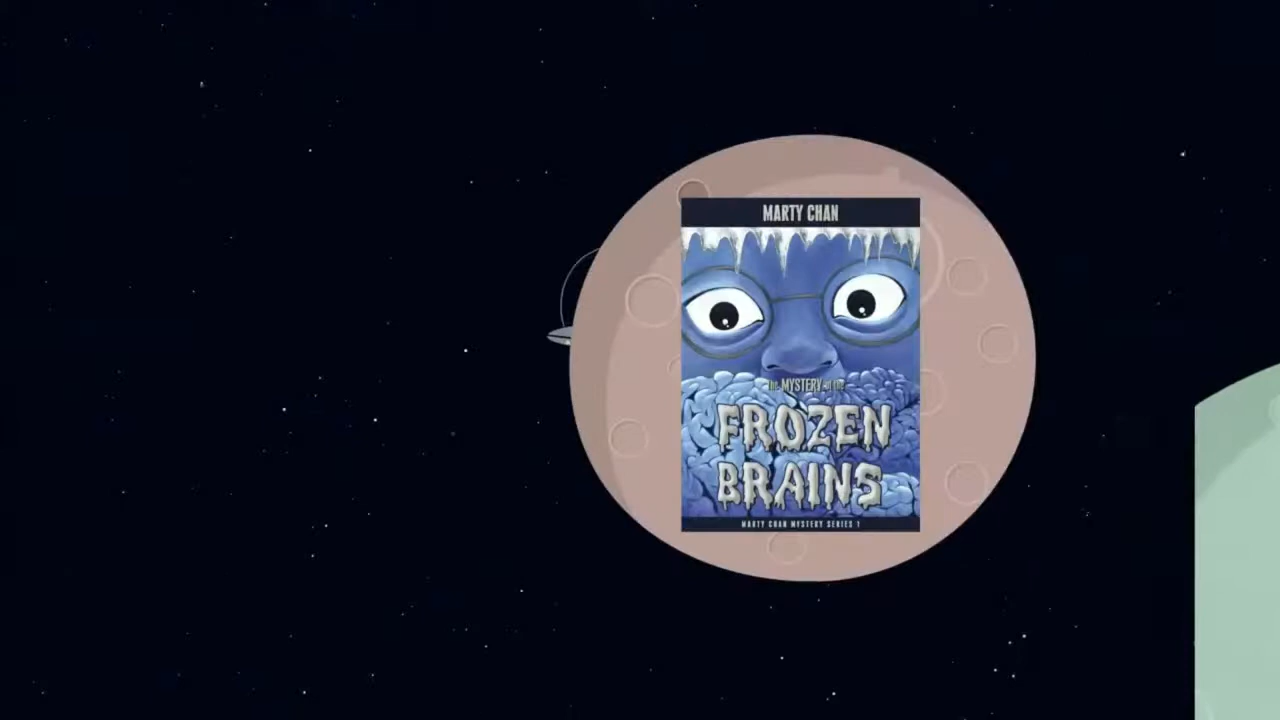 MARTY CHAN
The MYSTERY of the
FROZEN
BRAINS
MARTY CHAN MYSTERY SERIES 1